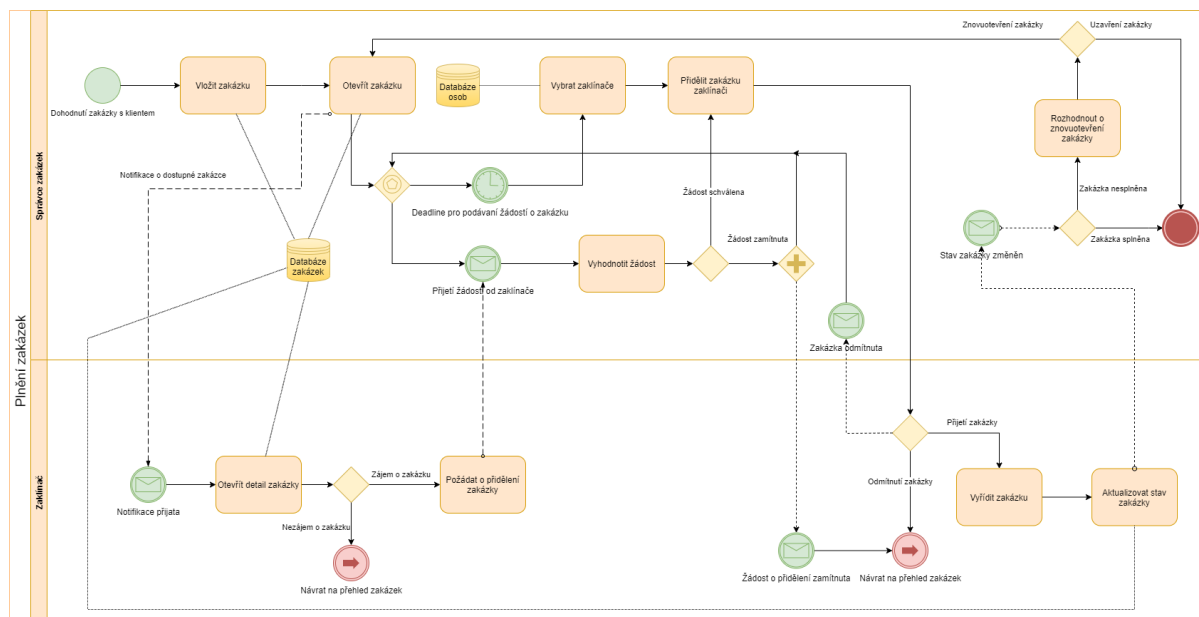 Plnění zakázek
Správce zakázek
Zaklínač
Znovuotevření zakázky
Uzavření zakázky
Dohodnutí zakázky s klientem
Vložit zakázku
Otevřít zakázku
Databáze
osob
Vybrat zaklínače
Přidělit zakázku
zaklínači
Rozhodnout o
znovuotevření
zakázky
Notifikace o dostupné zakázce
Deadline pro podávaní žádostí o zakázku
Žádost schválena
Zakázka nesplněna
Žádost zamítnuta
Zakázka splněna
Stav zakázky změněn
Databáze
zakázek
Vyhodnotit žádost
Přijetí žádosti od zaklínače
Zakázka odmítnuta
Přijetí zakázky
Notifikace přijata
Otevřít detail zakázky
Zájem o zakázku
Požádat o přidělení
zakázky
Odmítnutí zakázky
Vyřídit zakázku
Aktualizovat stav
zakázky
Nezájem o zakázku
Návrat na přehled zakázek
Žádost o přidělení zamítnuta
Návrat na přehled zakázek